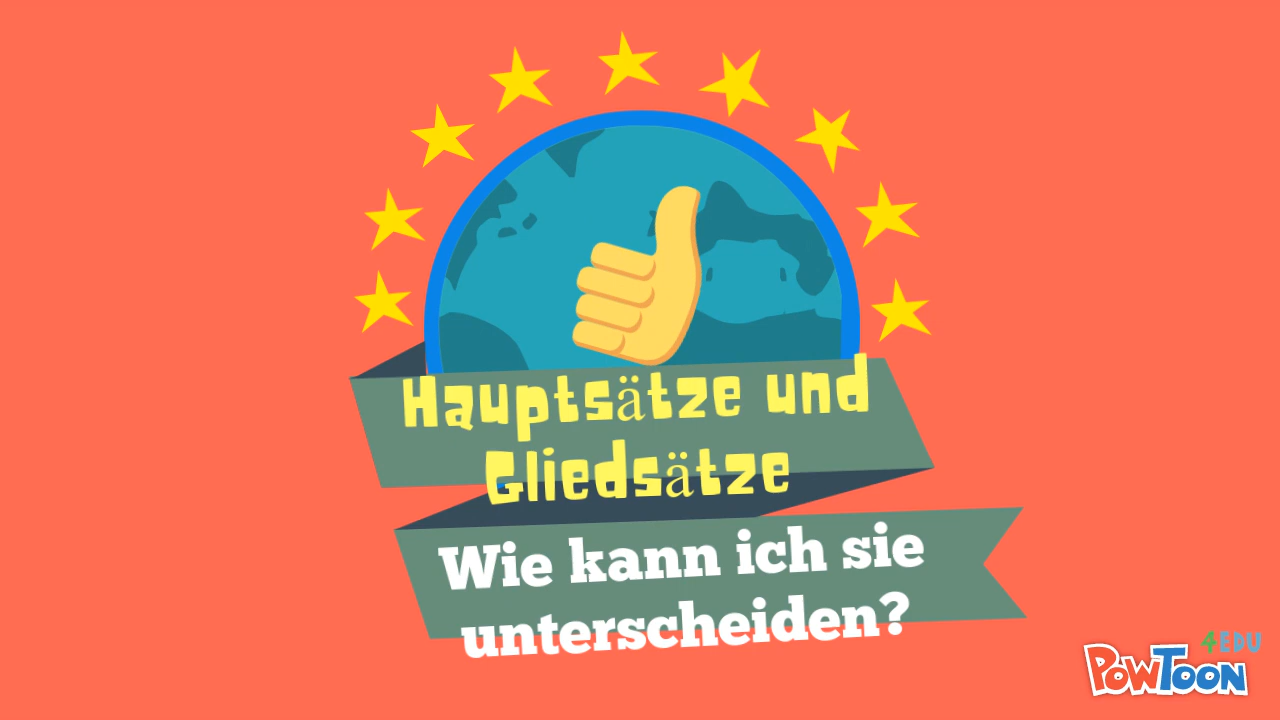 Hauptsätze und
Gliedsätze
Wie kann ich sie
unterscheiden?
4EDU
POWTOON